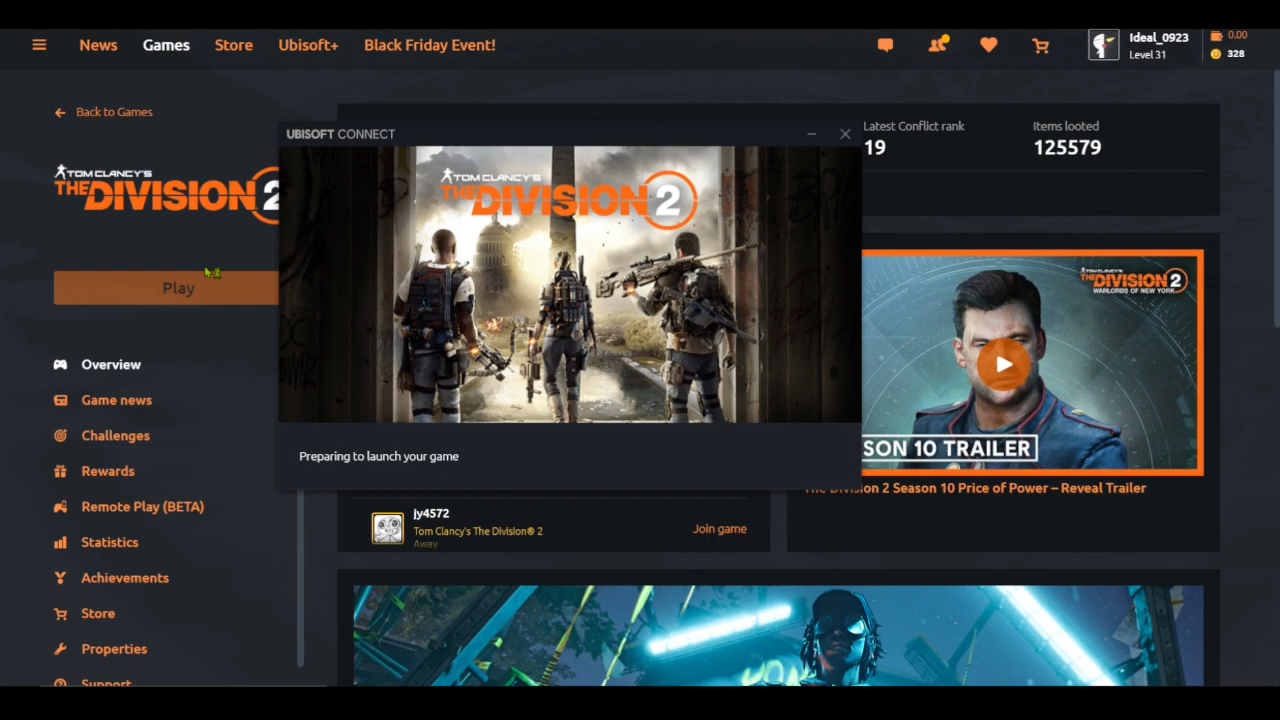 News
Games
Store
Ubisoft+
Black Friday Event!
Ideal_0923
Level 31
0.00
328
Back to Games
TOM CLANCY'S
THE DIVISION 2
Play
Overview
Game news
Challenges
Rewards
Remote Play (BETA)
Statistics
Achievements
Store
Properties
Support
UBISOFT CONNECT
TOM CLANCY'S
THE DIVISION 2
Preparing to launch your game
Latest Conflict rank
19
Items looted
125579
TOM CLANCY'S
THE DIVISION 2
WARLORDS OF NEW YORK
SON 10 TRAILER
The Division 2 Season 10 Price of Power – Reveal Trailer
jy4572
Tom Clancy's The Division® 2
Away
Join game